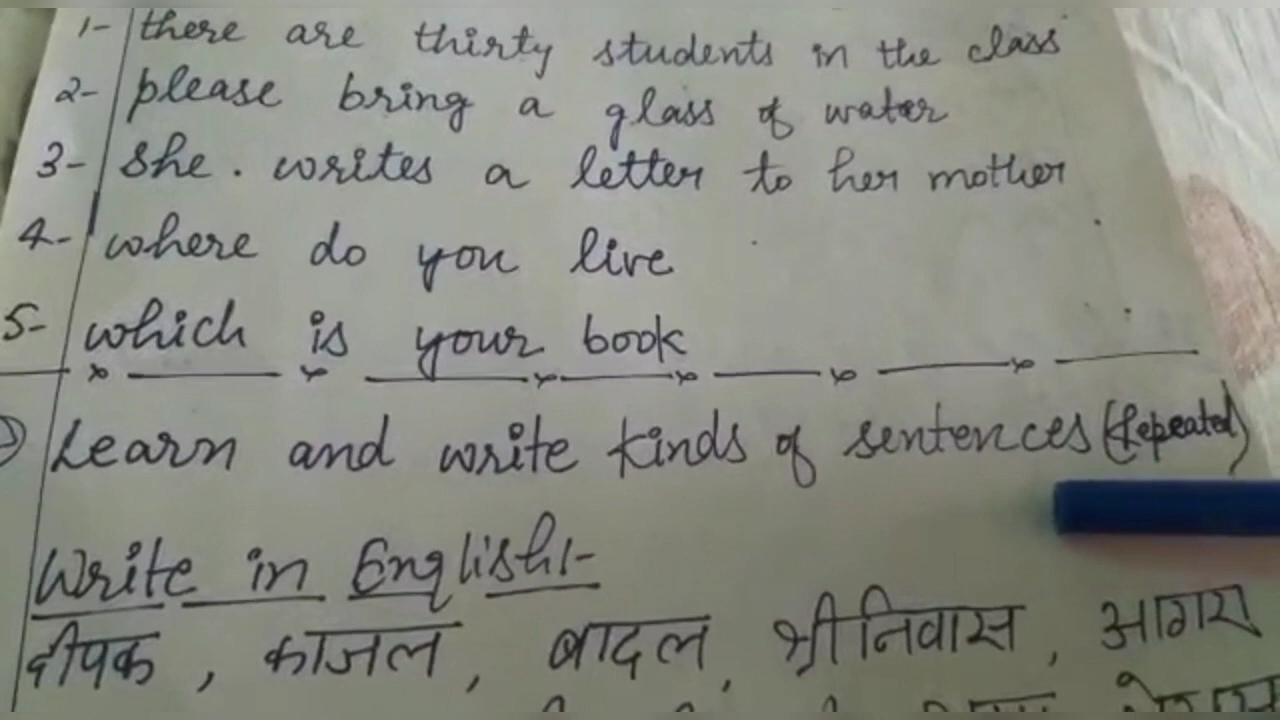 1- there are thirty students in the class
2- please bring a glass of water
3- she . writes a letter to her mother
4- where do you live
5- which is your book
Learn and write kinds of sentences (Repeated)
Write in English:-
दीपक , काजल , बादल , श्रीनिवास , आगरा